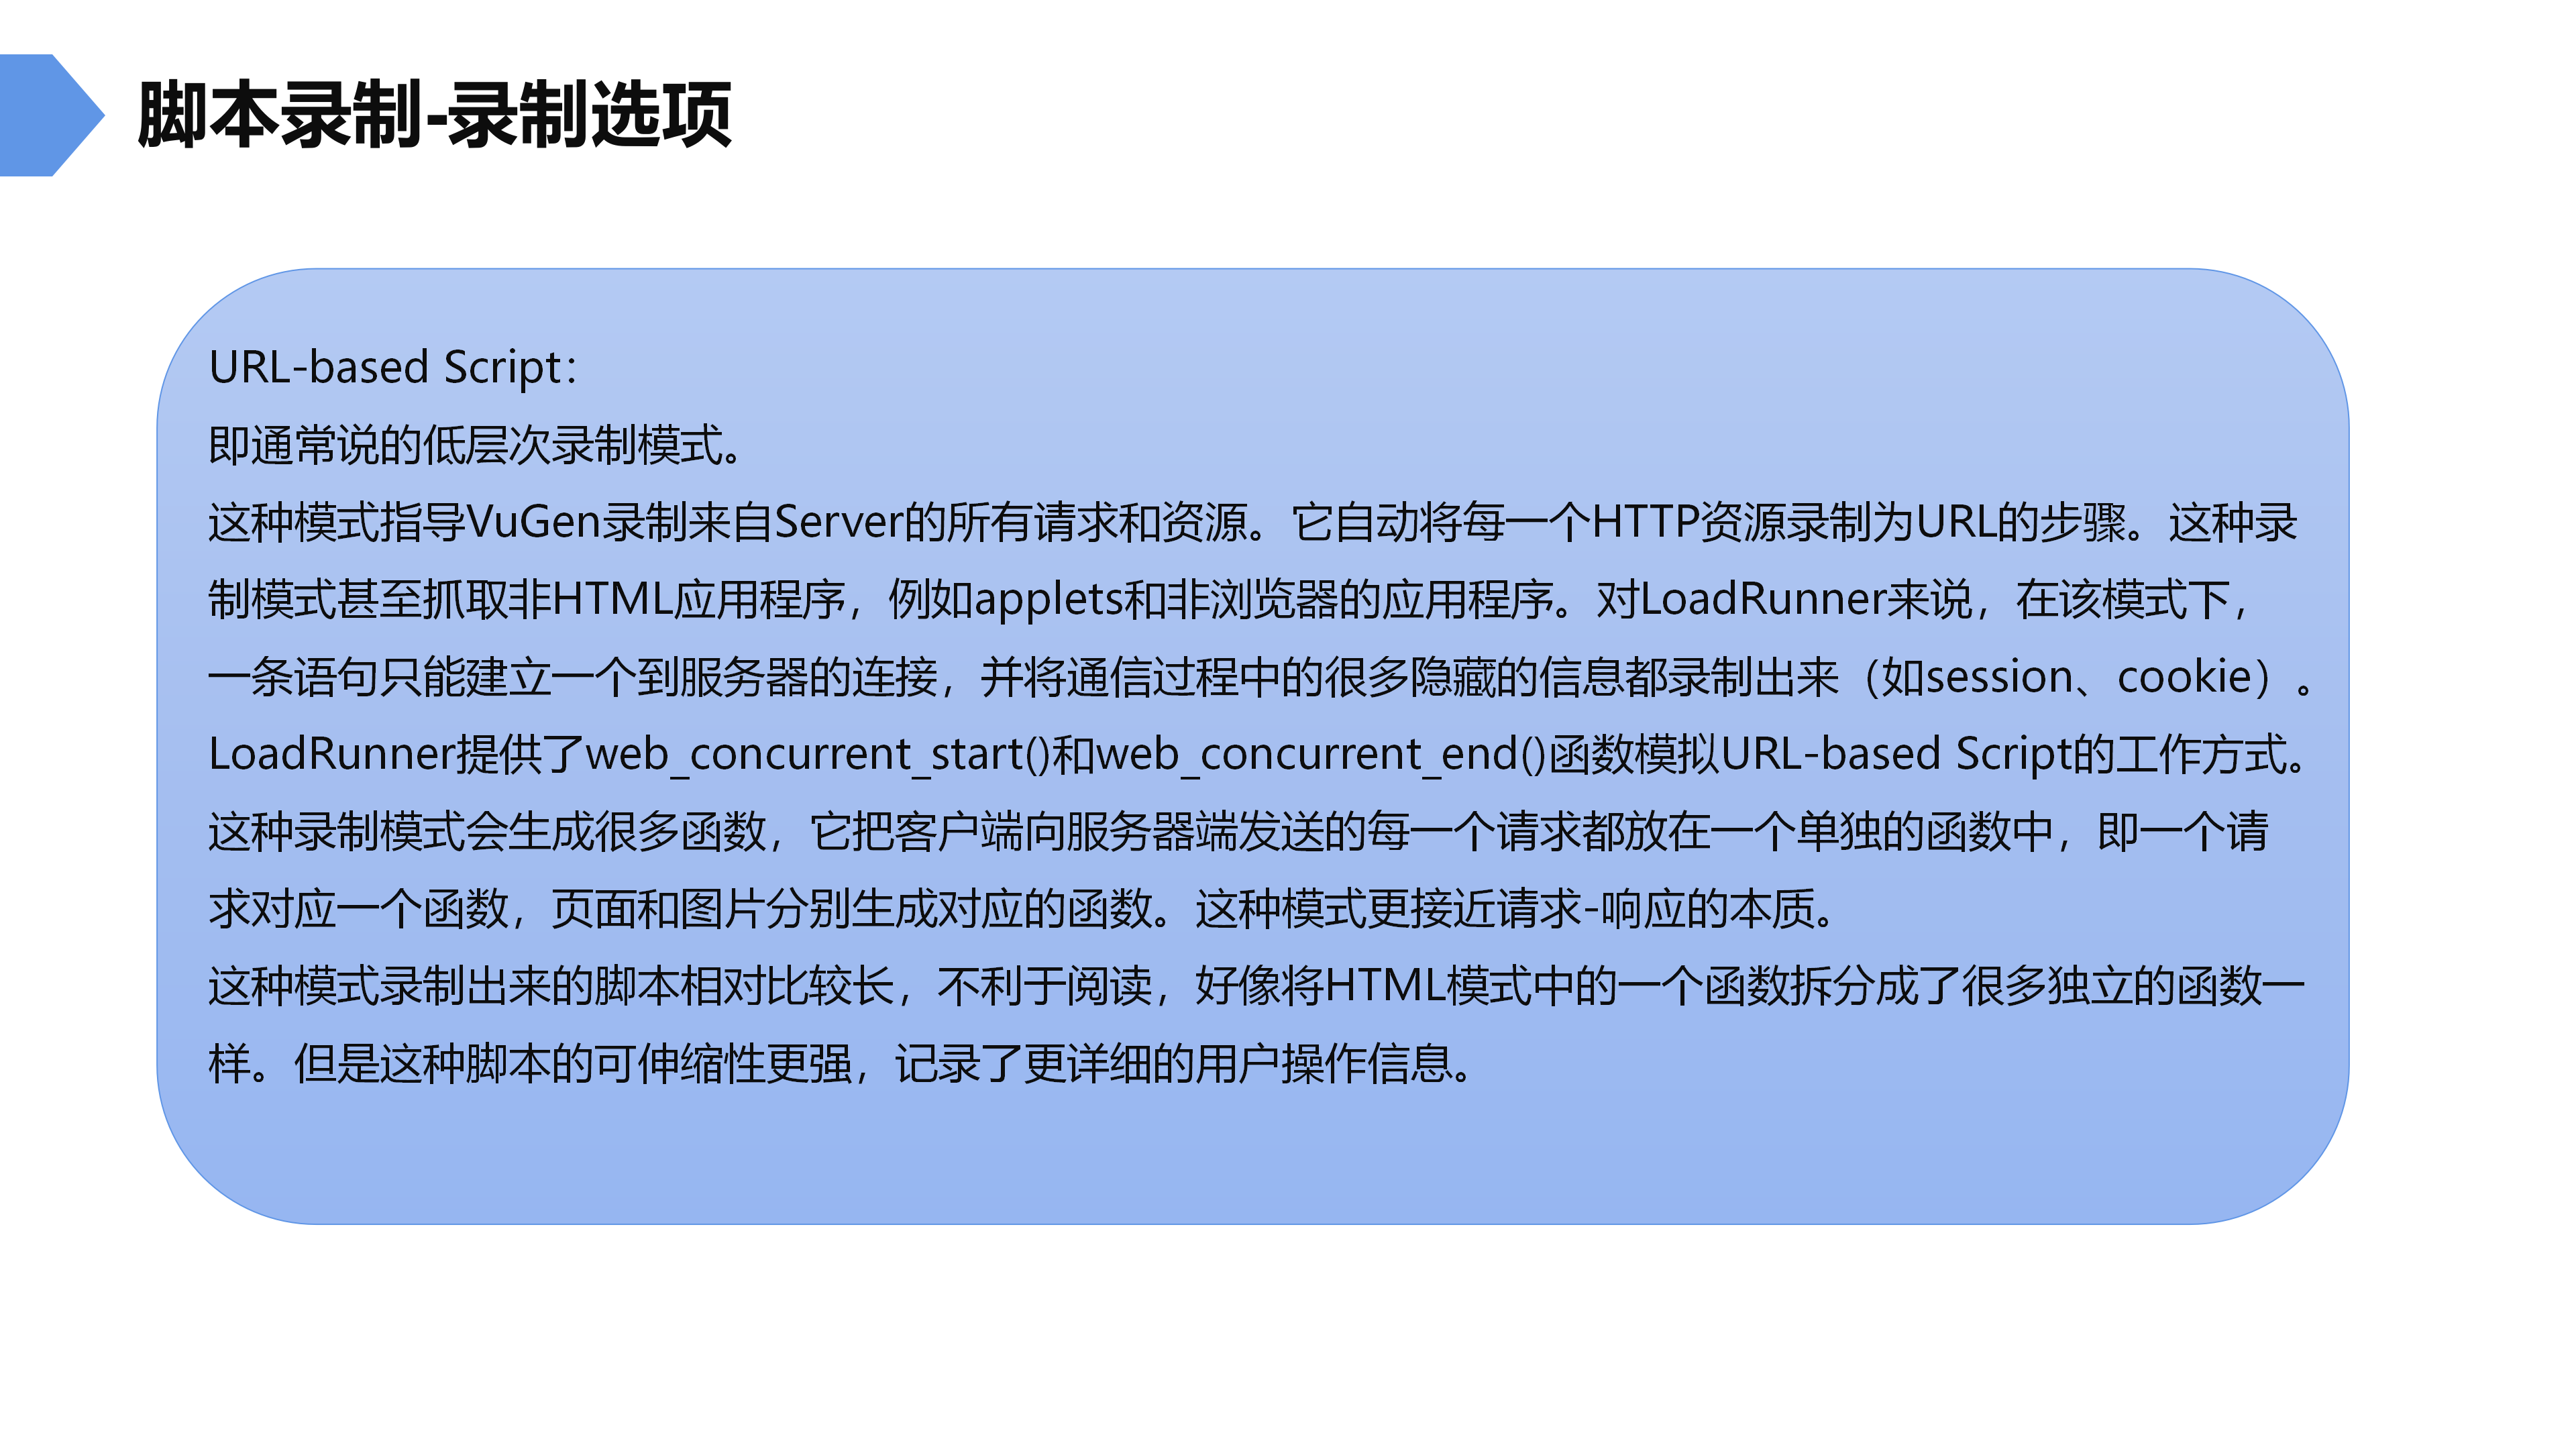 脚本录制-录制选项
URL-based Script：
即通常说的低层次录制模式。
这种模式指导VuGen录制来自Server的所有请求和资源。它自动将每一个HTTP资源录制为URL的步骤。这种录
制模式甚至抓取非HTML应用程序，例如applets和非浏览器的应用程序。对LoadRunner来说，在该模式下，
一条语句只能建立一个到服务器的连接，并将通信过程中的很多隐藏的信息都录制出来（如session、cookie）。
LoadRunner提供了web_concurrent_start()和web_concurrent_end()函数模拟URL-based Script的工作方式。
这种录制模式会生成很多函数，它把客户端向服务器端发送的每一个请求都放在一个单独的函数中，即一个请
求对应一个函数，页面和图片分别生成对应的函数。这种模式更接近请求-响应的本质。
这种模式录制出来的脚本相对比较长，不利于阅读，好像将HTML模式中的一个函数拆分成了很多独立的函数一
样。但是这种脚本的可伸缩性更强，记录了更详细的用户操作信息。